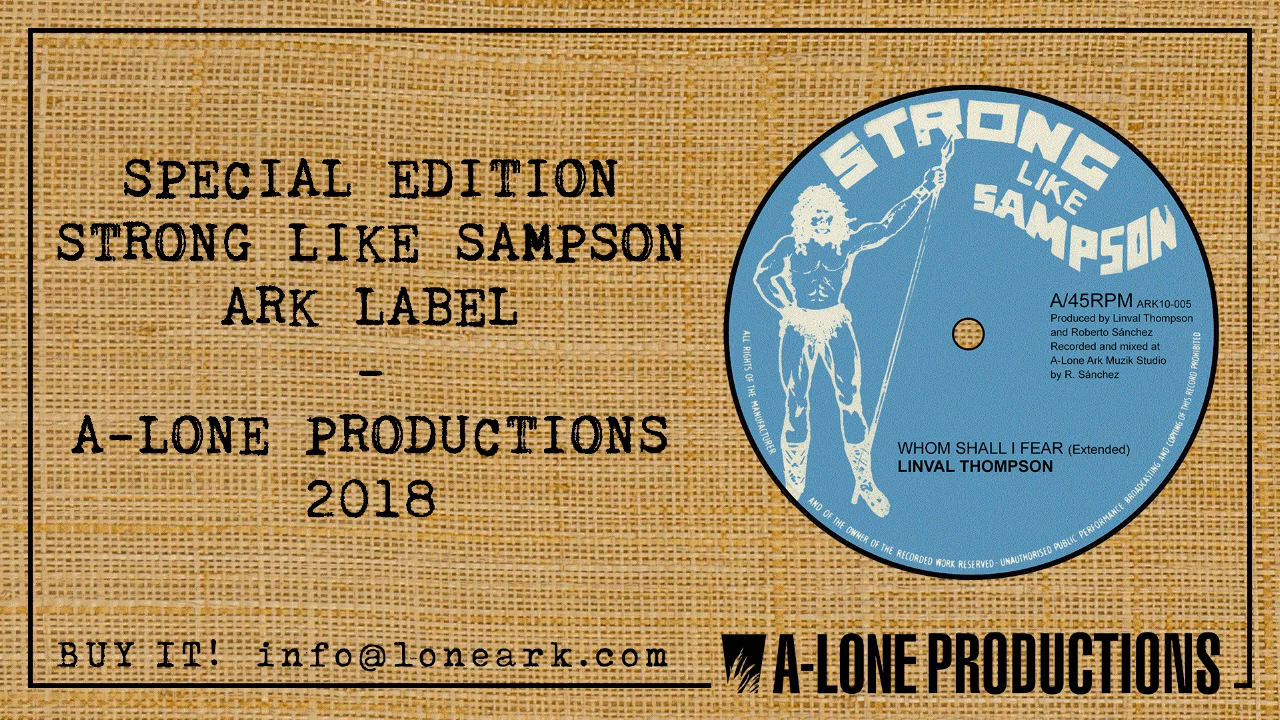 SPECIAL EDITION
STRONG LIKE SAMPSON
ARK LABEL
-
A-LONE PRODUCTIONS
2018
BUY IT! info@loneark.com
STRONG
LIKE
SAMPSON
A/45RPM ARK10-005
Produced by Linval Thompson
and Roberto Sánchez
Recorded and mixed at
A-Lone Ark Muzik Studio
by R. Sánchez
WHOM SHALL I FEAR (Extended)
LINVAL THOMPSON
ALL RIGHTS OF THE MANUFACTURER AND OF THE OWNER OF THE RECORDED WORK RESERVED · UNAUTHORISED PUBLIC PERFORMANCE BROADCASTING AND COPYING OF THIS RECORD PROHIBITED
A-LONE PRODUCTIONS